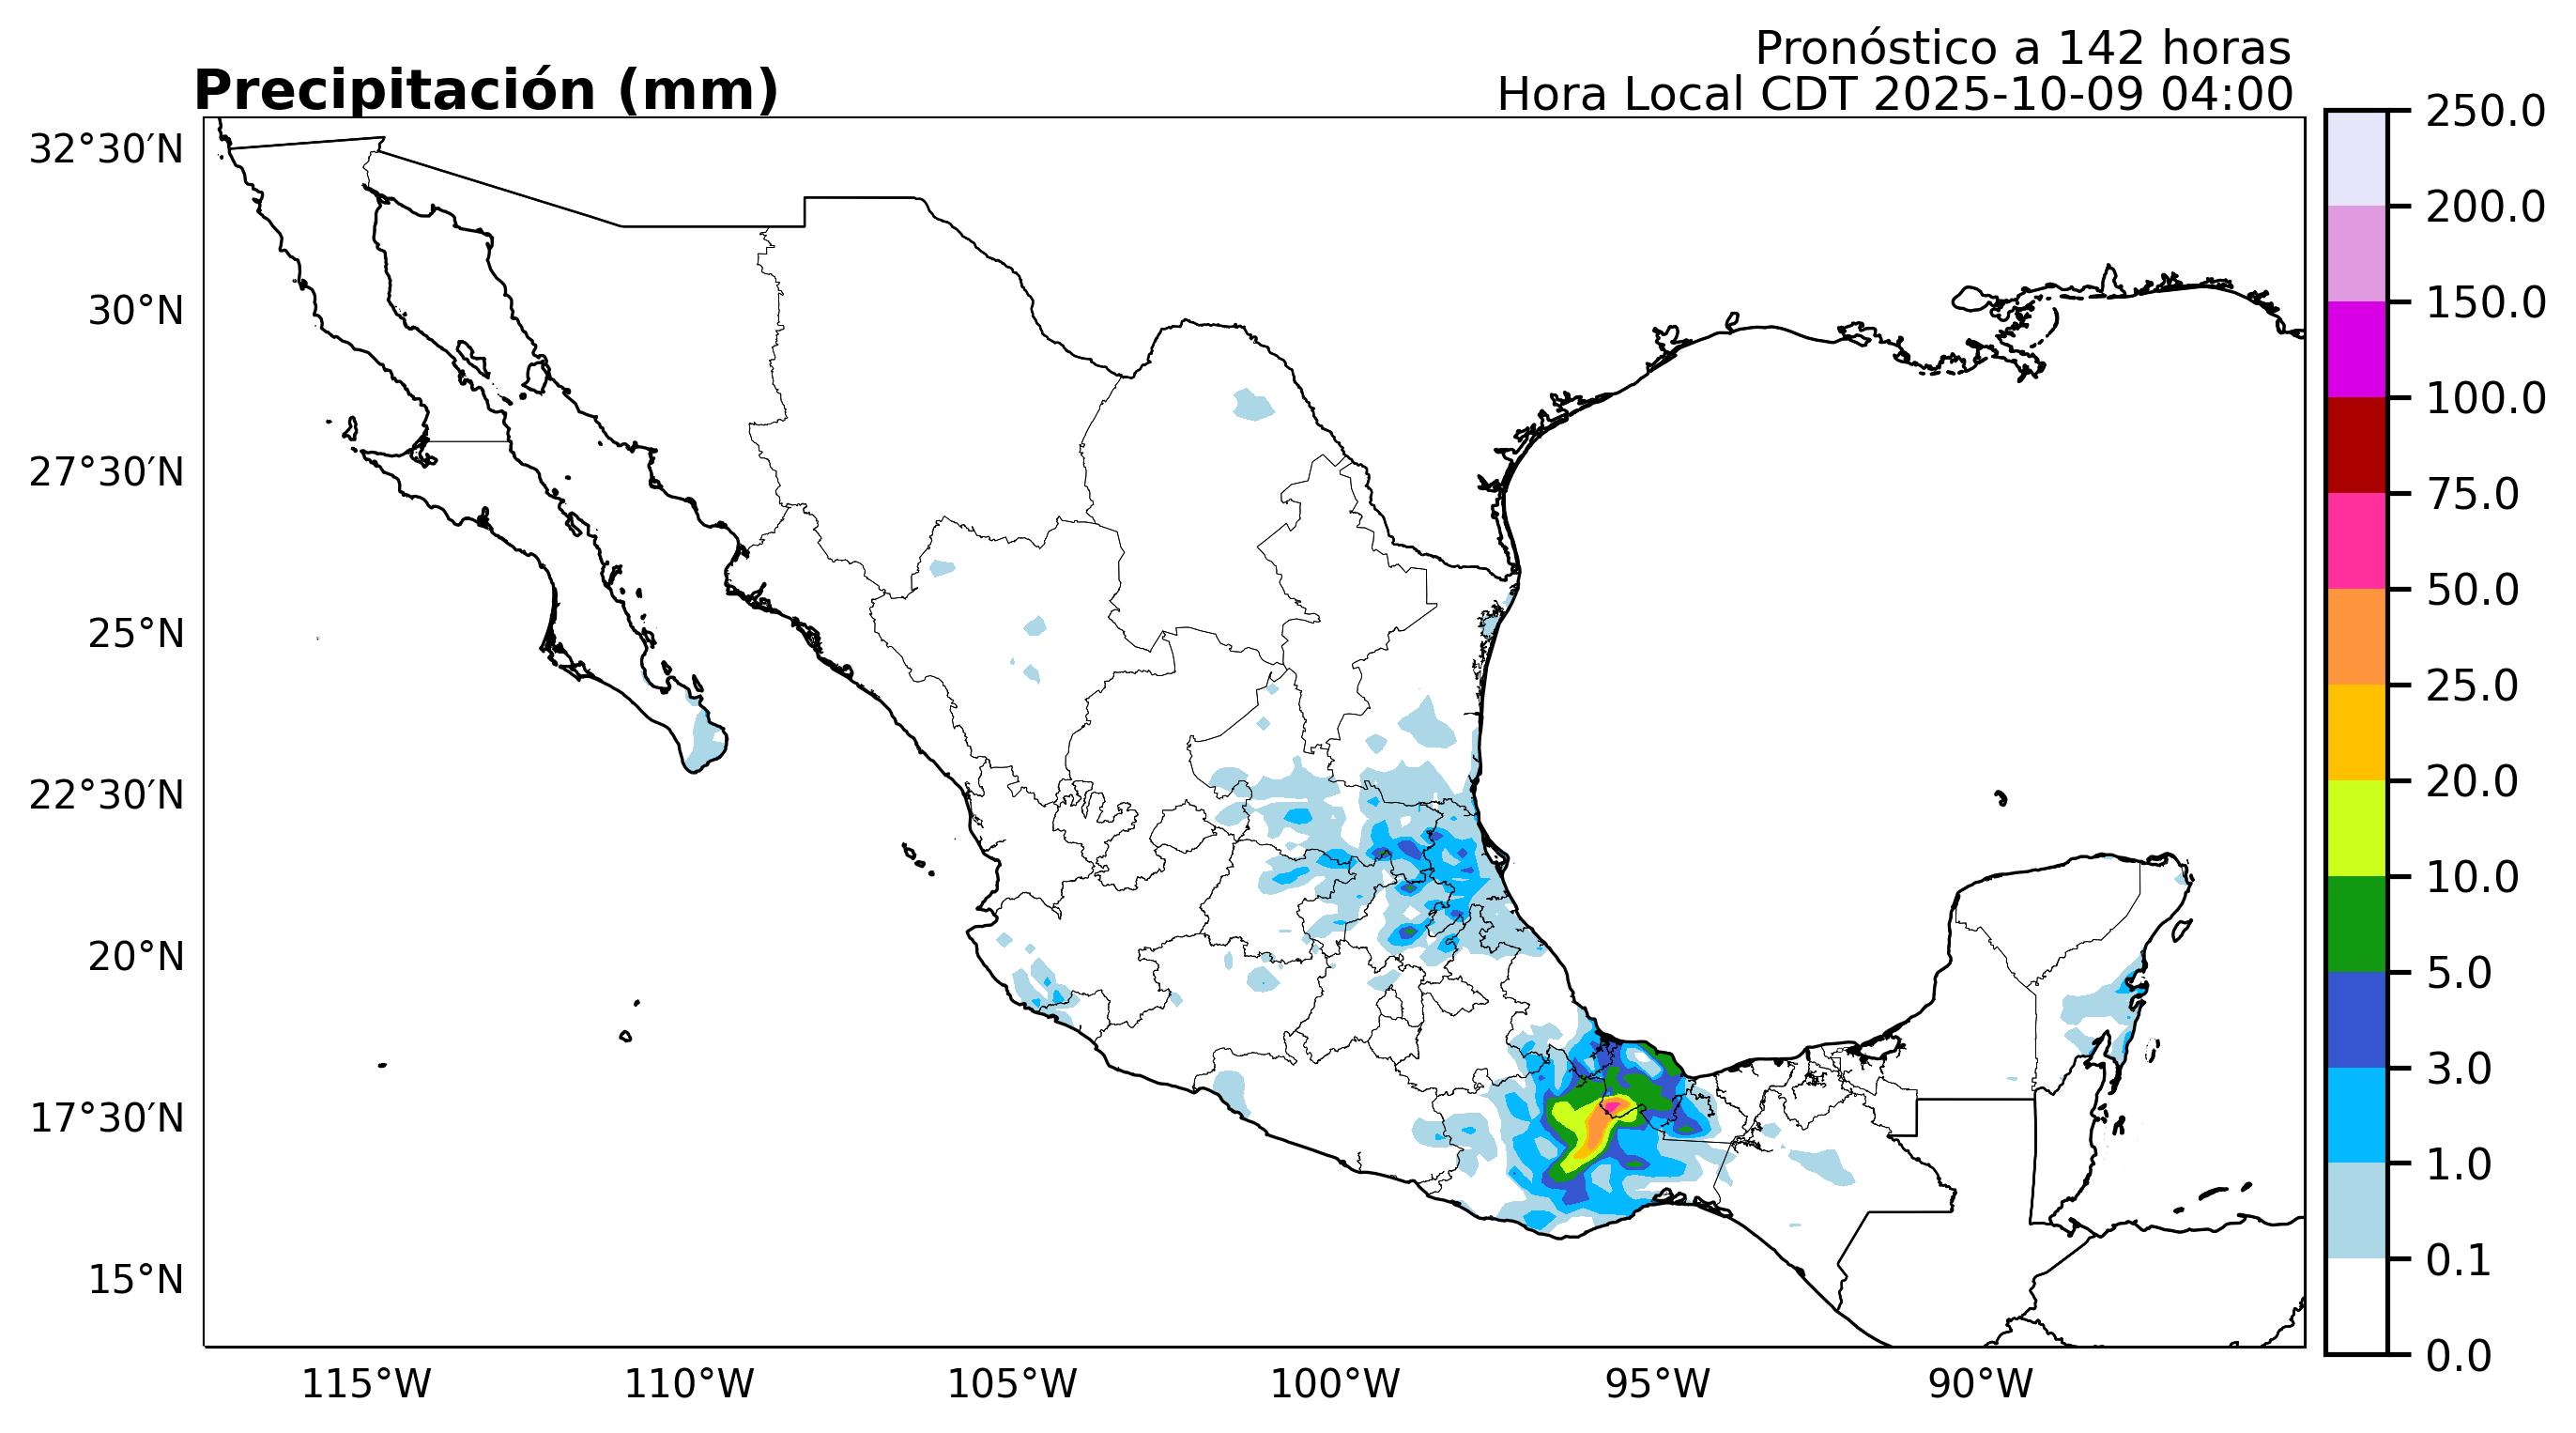 Pronóstico a 142 horas
Precipitación (mm)
Hora Local CDT 2025-10-09 04:00
32°30′N
30°N
27°30′N
25°N
22°30′N
20°N
17°30′N
15°N
115°W
110°W
105°W
100°W
95°W
90°W
250.0
200.0
150.0
100.0
75.0
50.0
25.0
20.0
10.0
5.0
3.0
1.0
0.1
0.0